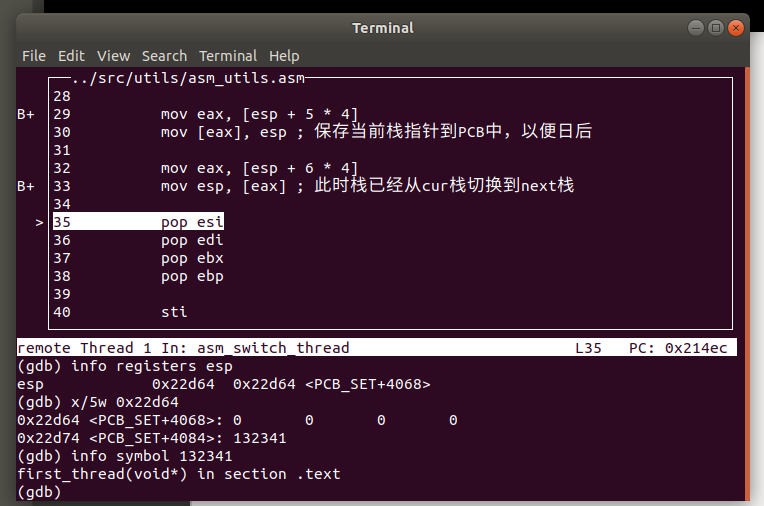 Terminal
File Edit View Search Terminal Help
../src/utils/asm_utils.asm
28
B+ 29 mov eax, [esp + 5 * 4]
30 mov [eax], esp ; 保存当前栈指针到PCB中，以便日后
31
32 mov eax, [esp + 6 * 4]
B+ 33 mov esp, [eax] ; 此时栈已经从cur栈切换到next栈
34
> 35 pop esi
36 pop edi
37 pop ebx
38 pop ebp
39
40 sti
remote Thread 1 In: asm_switch_thread L35 PC: 0x214ec
(gdb) info registers esp
esp 0x22d64 0x22d64 <PCB_SET+4068>
(gdb) x/5w 0x22d64
0x22d64 <PCB_SET+4068>: 0 0 0 0
0x22d74 <PCB_SET+4084>: 132341
(gdb) info symbol 132341
first_thread(void*) in section .text
(gdb)